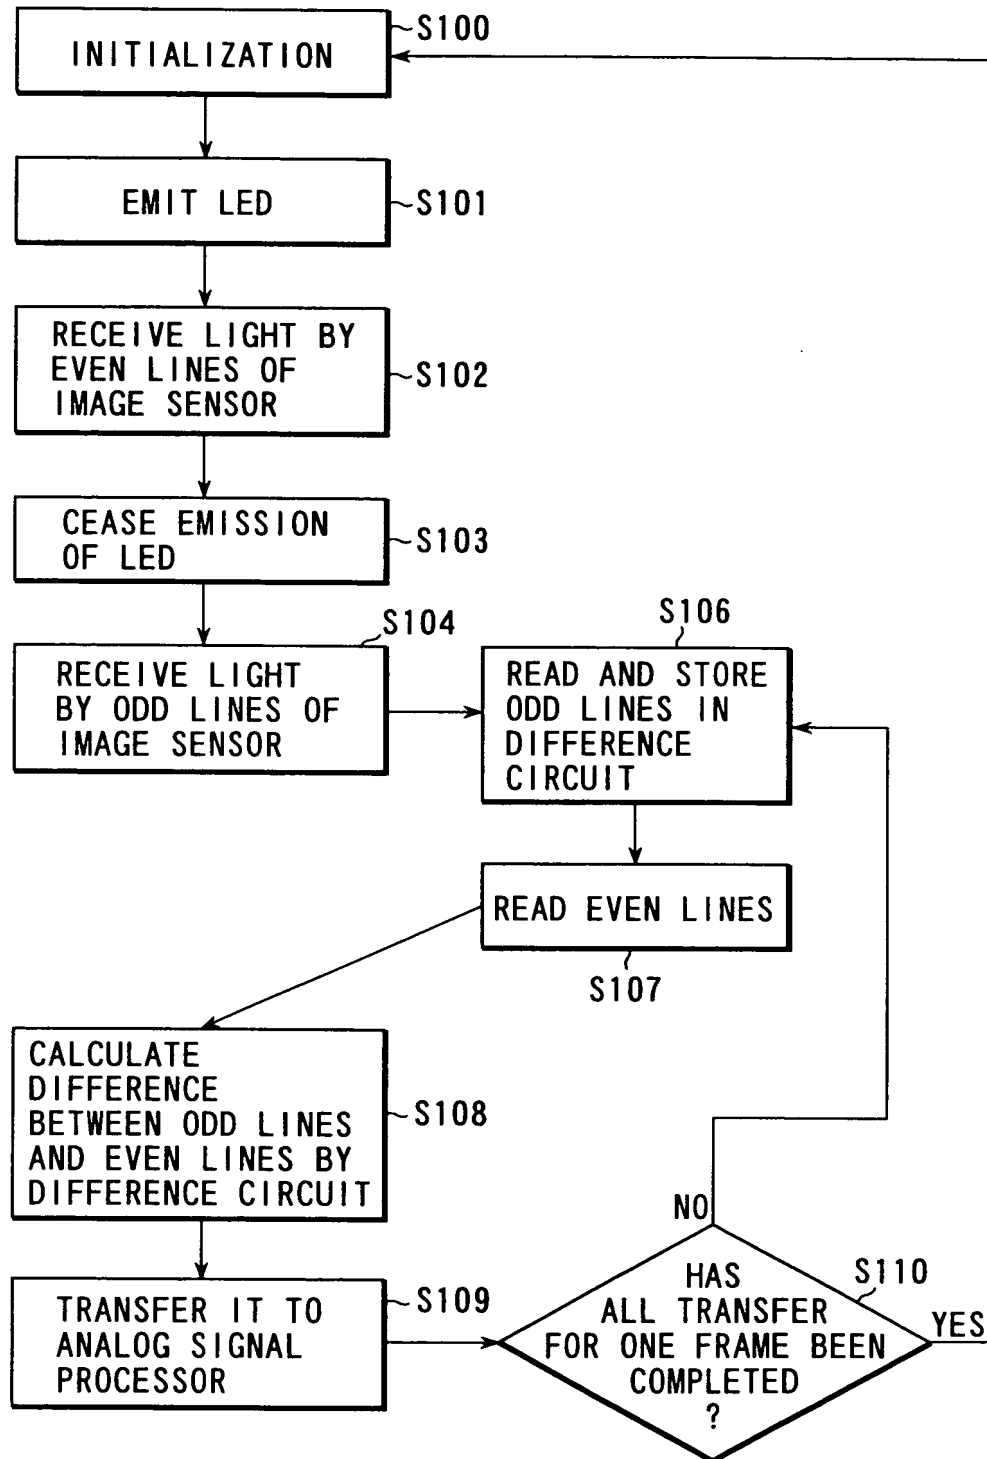 INITIALIZATION
S100
EMIT LED
S101
RECEIVE LIGHT BY
EVEN LINES OF
IMAGE SENSOR
S102
CEASE EMISSION
OF LED
S103
RECEIVE LIGHT
BY ODD LINES OF
IMAGE SENSOR
S104
READ AND STORE
ODD LINES IN
DIFFERENCE
CIRCUIT
S106
READ EVEN LINES
S107
CALCULATE
DIFFERENCE
BETWEEN ODD LINES
AND EVEN LINES BY
DIFFERENCE CIRCUIT
S108
TRANSFER IT TO
ANALOG SIGNAL
PROCESSOR
S109
HAS
ALL TRANSFER
FOR ONE FRAME BEEN
COMPLETED
?
S110
NO
YES